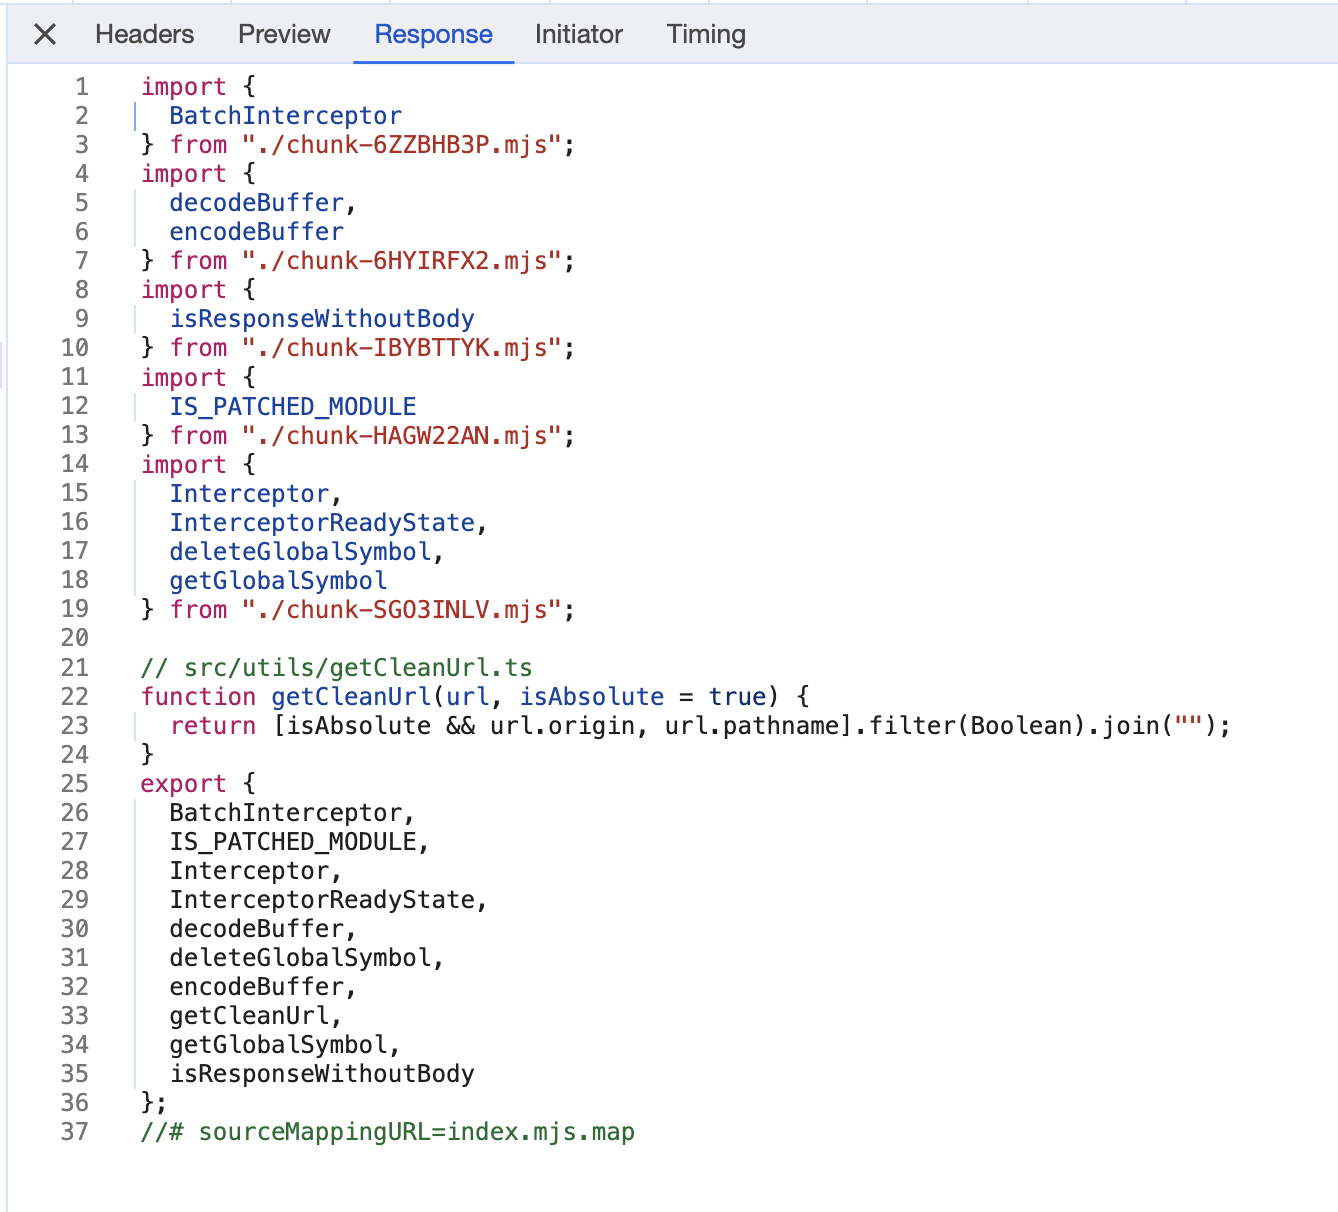 Headers Preview Response Initiator Timing
1 import {
2   BatchInterceptor
3 } from "./chunk-6ZZBHB3P.mjs";
4 import {
5   decodeBuffer,
6   encodeBuffer
7 } from "./chunk-6HYIRFX2.mjs";
8 import {
9   isResponseWithoutBody
10 } from "./chunk-IBYBTTYK.mjs";
11 import {
12   IS_PATCHED_MODULE
13 } from "./chunk-HAGW22AN.mjs";
14 import {
15   Interceptor,
16   InterceptorReadyState,
17   deleteGlobalSymbol,
18   getGlobalSymbol
19 } from "./chunk-SGO3INLV.mjs";
20
21 // src/utils/getCleanUrl.ts
22 function getCleanUrl(url, isAbsolute = true) {
23   return [isAbsolute && url.origin, url.pathname].filter(Boolean).join("");
24 }
25 export {
26   BatchInterceptor,
27   IS_PATCHED_MODULE,
28   Interceptor,
29   InterceptorReadyState,
30   decodeBuffer,
31   deleteGlobalSymbol,
32   encodeBuffer,
33   getCleanUrl,
34   getGlobalSymbol,
35   isResponseWithoutBody
36 };
37 //# sourceMappingURL=index.mjs.map